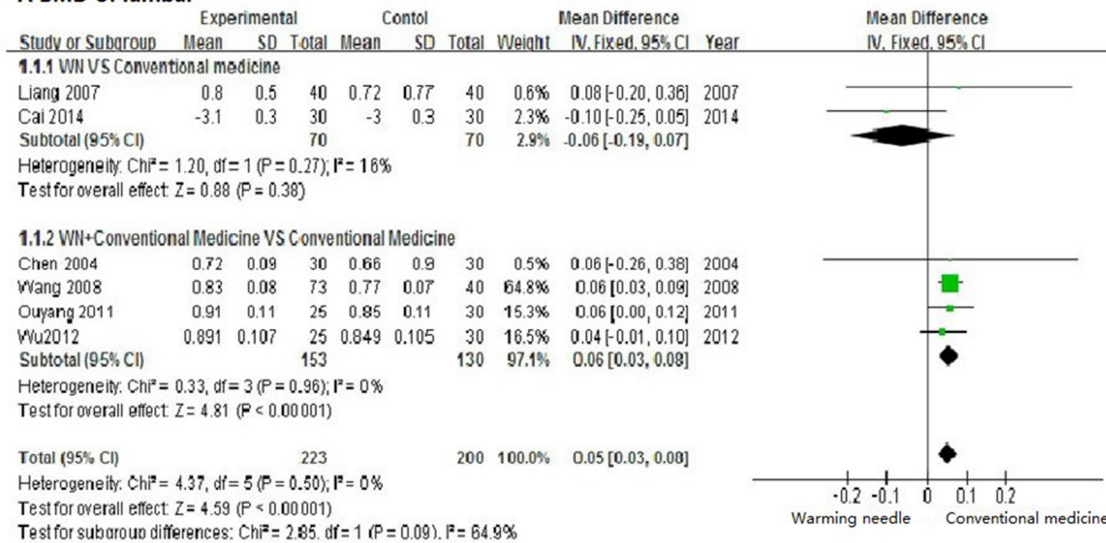 Experimental Contol Mean Difference Mean Difference
Study or Subgroup Mean SD Total Mean SD Total Weight IV, Fixed, 95% CI Year IV, Fixed, 95% CI
1.1.1 WN VS Conventional medicine
Liang 2007 0.8 0.5 40 0.72 0.77 40 0.6% 0.08 [-0.20, 0.36] 2007
Cai 2014 -3.1 0.3 30 -3 0.3 30 2.3% -0.10 [-0.25, 0.05] 2014
Subtotal (95% CI) 70 70 2.9% -0.06 [-0.19, 0.07]
Heterogeneity: Chi² = 1.20, df = 1 (P = 0.27); I² = 16%
Test for overall effect: Z = 0.88 (P = 0.38)
1.1.2 WN+Conventional Medicine VS Conventional Medicine
Chen 2004 0.72 0.09 30 0.66 0.9 30 0.5% 0.06 [-0.26, 0.38] 2004
Wang 2008 0.83 0.08 73 0.77 0.07 40 64.8% 0.06 [0.03, 0.09] 2008
Ouyang 2011 0.91 0.11 25 0.85 0.11 30 15.3% 0.06 [0.00, 0.12] 2011
Wu2012 0.891 0.107 25 0.849 0.105 30 16.5% 0.04 [-0.01, 0.10] 2012
Subtotal (95% CI) 153 130 97.1% 0.06 [0.03, 0.08]
Heterogeneity: Chi² = 0.33, df = 3 (P = 0.96); I² = 0%
Test for overall effect: Z = 4.81 (P < 0.00001)
Total (95% CI) 223 200 100.0% 0.05 [0.03, 0.08]
Heterogeneity: Chi² = 4.37, df = 5 (P = 0.50); I² = 0%
Test for overall effect: Z = 4.59 (P < 0.00001)
Test for subgroup differences: Chi² = 2.85, df = 1 (P = 0.09), I² = 64.9%
-0.2 -0.1 0 0.1 0.2
Warming needle Conventional medicine